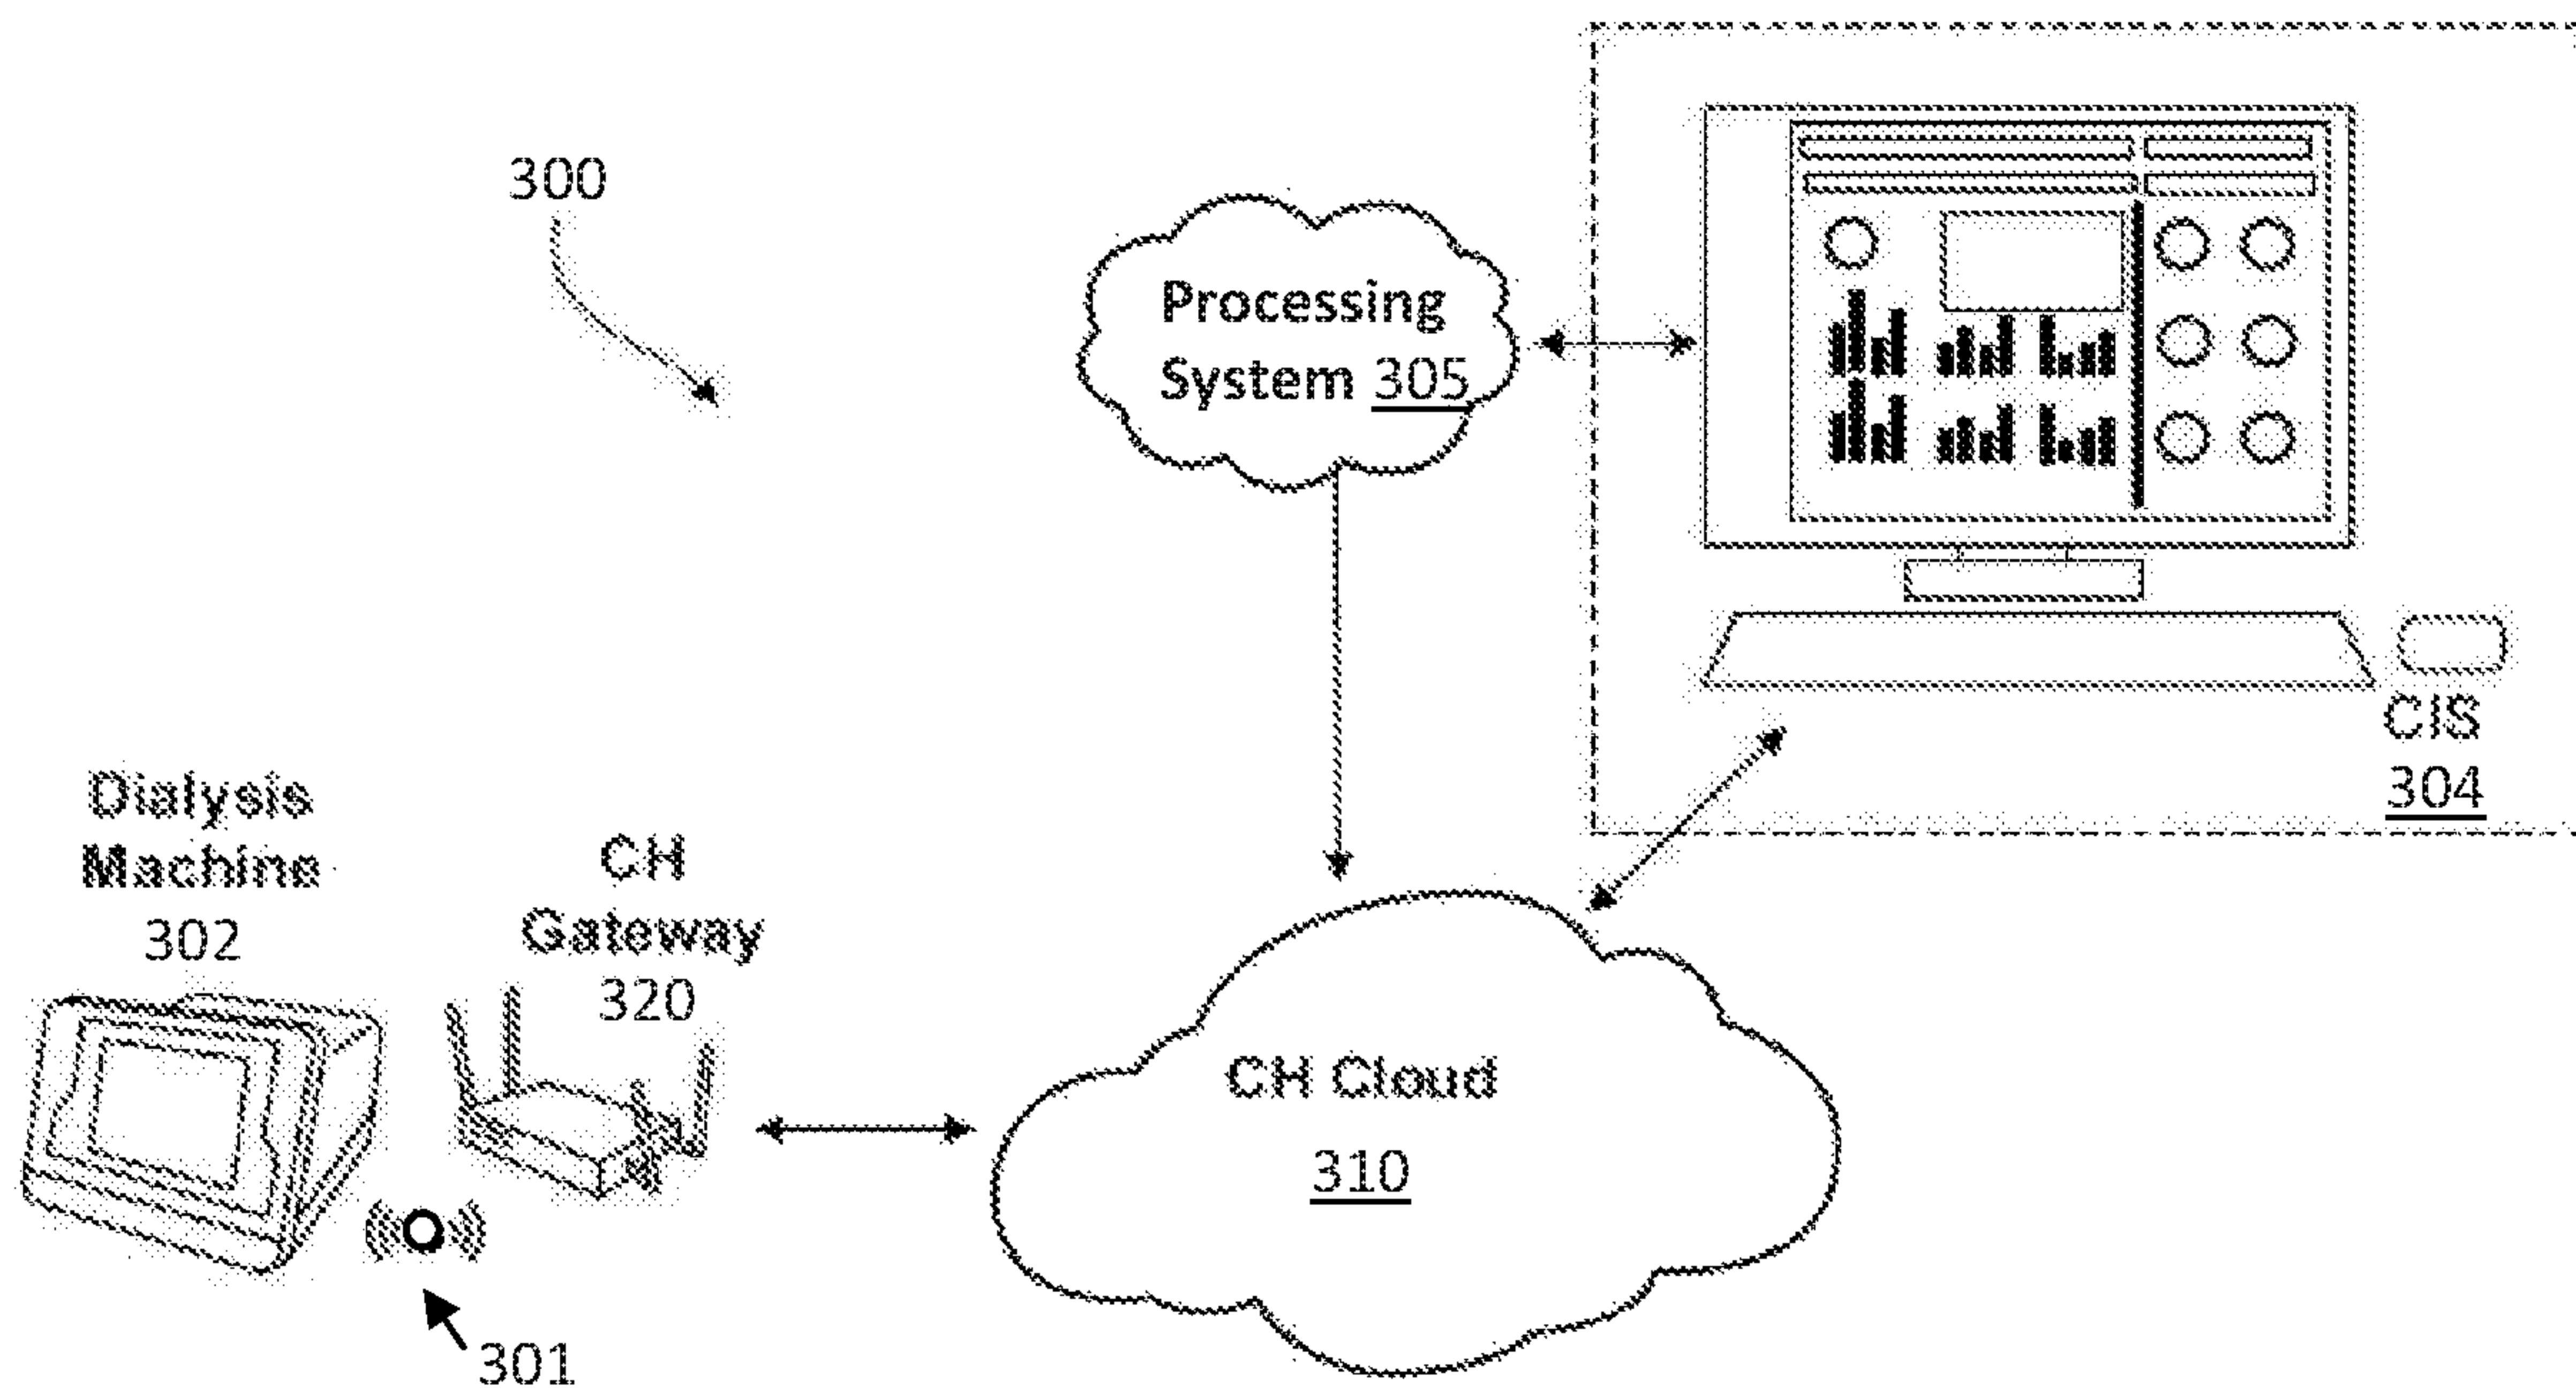 300
Processing
System 305
CIS
304
Dialysis
Machine
302
CH
Gateway
320
CH Cloud
310
301